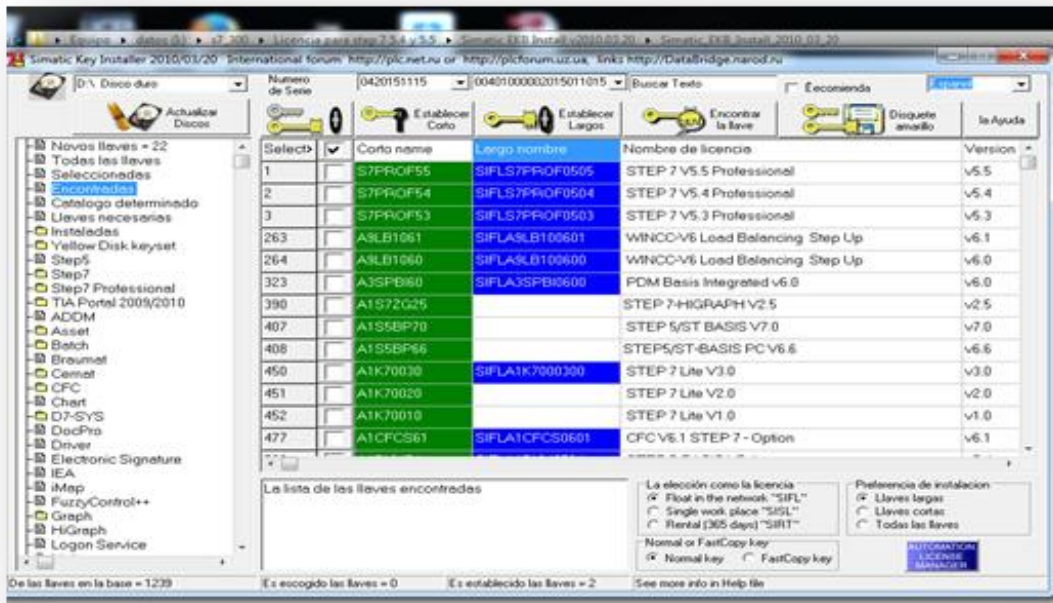 Equipo ▸ datos (I:) ▸ s7_300 ▸ Licencia para step 7 5.4 y 5.5 ▸ Simatic EKB Install v2010.03.20 ▸ Simatic_EKB_Install_2010_03_20
Simatic Key Installer 2010/03/20 International forum http://plc.net.ru or http://plcforum.uz.ua, links http://DataBridge.narod.ru
D:\ Disco duro
Numero de Serie
0420151115
00401000002015011015
Buscar Texto
Eecomienda
Espanol
Actualizar Discos
Establecer Corto
Establecer Largos
Encontrar la llave
Disquete amarillo
la Ayuda
Novos llaves = 22
Todas las llaves
Seleccionadas
Encontradas
Catalogo determinado
Llaves necesarias
Instaladas
Yellow Disk keyset
Step5
Step7
Step7 Professional
TIA Portal 2009/2010
ADDM
Asset
Batch
Braumat
Cemat
CFC
Chart
D7-SYS
DocPro
Driver
Electronic Signature
IEA
iMap
FuzzyControl++
Graph
HiGraph
Logon Service
Select> Corto name Largo nombre Nombre de licencia Version
1 S7PROF55 SIFLS7PROF0505 STEP 7 V5.5 Professional v5.5
2 S7PROF54 SIFLS7PROF0504 STEP 7 V5.4 Professional v5.4
3 S7PROF53 SIFLS7PROF0503 STEP 7 V5.3 Professional v5.3
263 A9LB1061 SIFLA9LB100601 WINCC-V6 Load Balancing Step Up v6.1
264 A9LB1060 SIFLA9LB100600 WINCC-V6 Load Balancing Step Up v6.0
323 A3SPBI60 SIFLA3SPBI0600 PDM Basis Integrated v6.0 v6.0
390 A1S7ZG25 STEP 7-HIGRAPH V2.5 v2.5
407 A1S5BP70 STEP 5/ST BASIS V7.0 v7.0
408 A1S5BP66 STEP5/ST-BASIS PC V6.6 v6.6
450 A1K70030 SIFLA1K7000300 STEP 7 Lite V3.0 v3.0
451 A1K70020 STEP 7 Lite V2.0 v2.0
452 A1K70010 STEP 7 Lite V1.0 v1.0
477 A1CFCS61 SIFLA1CFCS0601 CFC V6.1 STEP 7 - Option v6.1
La lista de las llaves encontradas
La elección como la licencia
Float in the network "SIFL"
Single work place "SISL"
Rental (365 days) "SIRT"
Preferencia de instalacion
Llaves largas
Llaves cortas
Todas las llaves
Normal or FastCopy key
Normal key
FastCopy key
AUTOMATION LICENSE MANAGER
De las llaves en la base = 1239
Es escogido las llaves = 0
Es establecido las llaves = 2
See more info in Help file